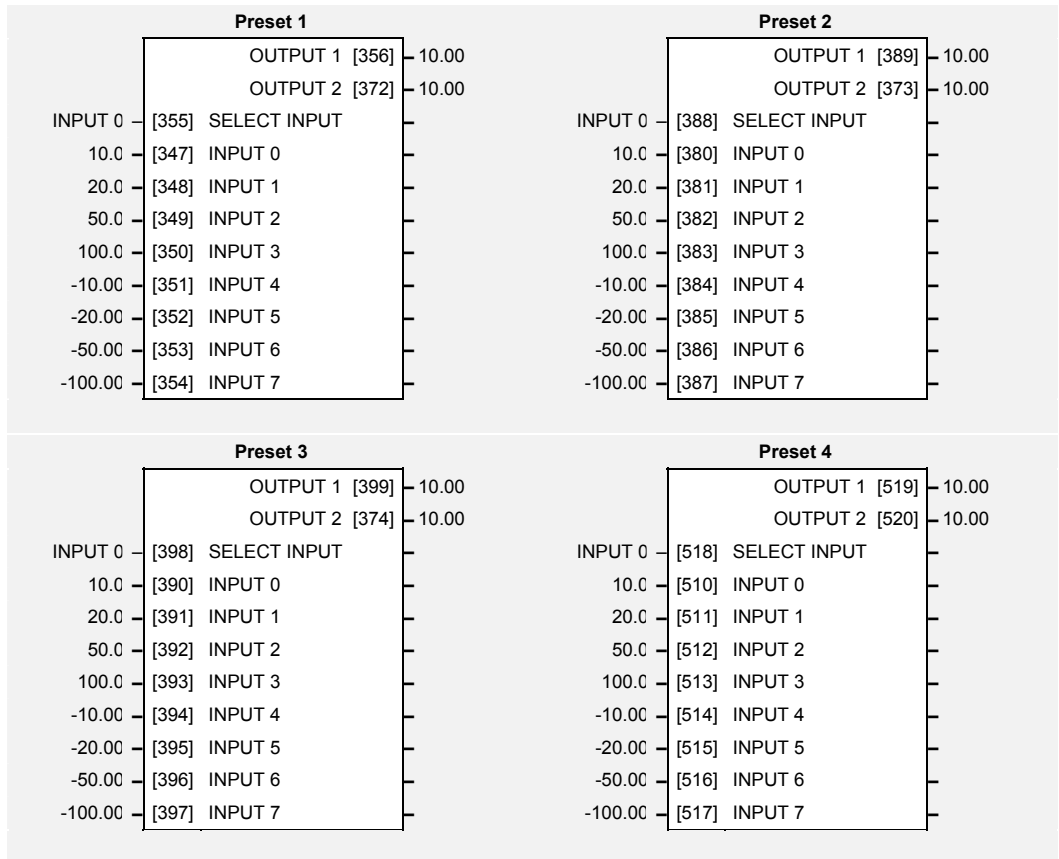 Preset 1
OUTPUT 1 [356] 10.00
OUTPUT 2 [372] 10.00
INPUT 0 – [355] SELECT INPUT
10.0 – [347] INPUT 0
20.0 – [348] INPUT 1
50.0 – [349] INPUT 2
100.0 – [350] INPUT 3
-10.00 – [351] INPUT 4
-20.00 – [352] INPUT 5
-50.00 – [353] INPUT 6
-100.00 – [354] INPUT 7
Preset 2
OUTPUT 1 [389] 10.00
OUTPUT 2 [373] 10.00
INPUT 0 – [388] SELECT INPUT
10.0 – [380] INPUT 0
20.0 – [381] INPUT 1
50.0 – [382] INPUT 2
100.0 – [383] INPUT 3
-10.00 – [384] INPUT 4
-20.00 – [385] INPUT 5
-50.00 – [386] INPUT 6
-100.00 – [387] INPUT 7
Preset 3
OUTPUT 1 [399] 10.00
OUTPUT 2 [374] 10.00
INPUT 0 – [398] SELECT INPUT
10.0 – [390] INPUT 0
20.0 – [391] INPUT 1
50.0 – [392] INPUT 2
100.0 – [393] INPUT 3
-10.00 – [394] INPUT 4
-20.00 – [395] INPUT 5
-50.00 – [396] INPUT 6
-100.00 – [397] INPUT 7
Preset 4
OUTPUT 1 [519] 10.00
OUTPUT 2 [520] 10.00
INPUT 0 – [518] SELECT INPUT
10.0 – [510] INPUT 0
20.0 – [511] INPUT 1
50.0 – [512] INPUT 2
100.0 – [513] INPUT 3
-10.00 – [514] INPUT 4
-20.00 – [515] INPUT 5
-50.00 – [516] INPUT 6
-100.00 – [517] INPUT 7